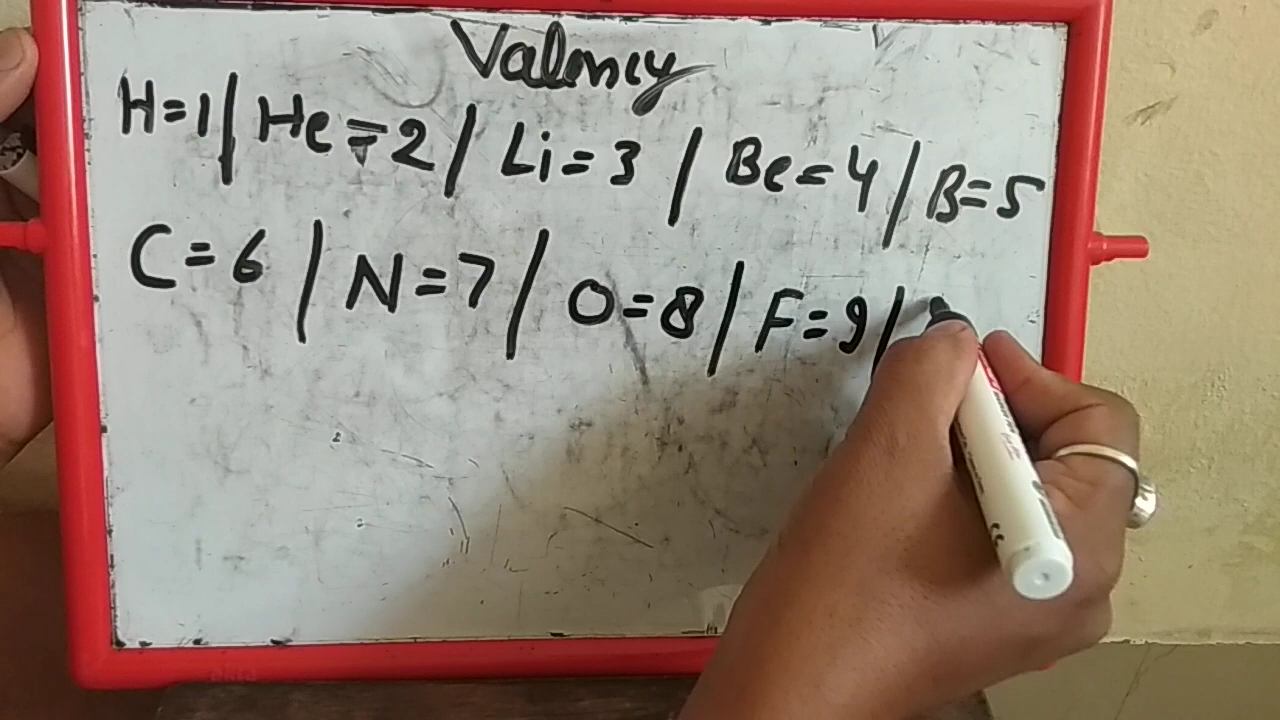 Valency
H=1/ He=2/ Li=3 / Be=4/ B=5
C=6 / N=7/ O=8/ F=9/